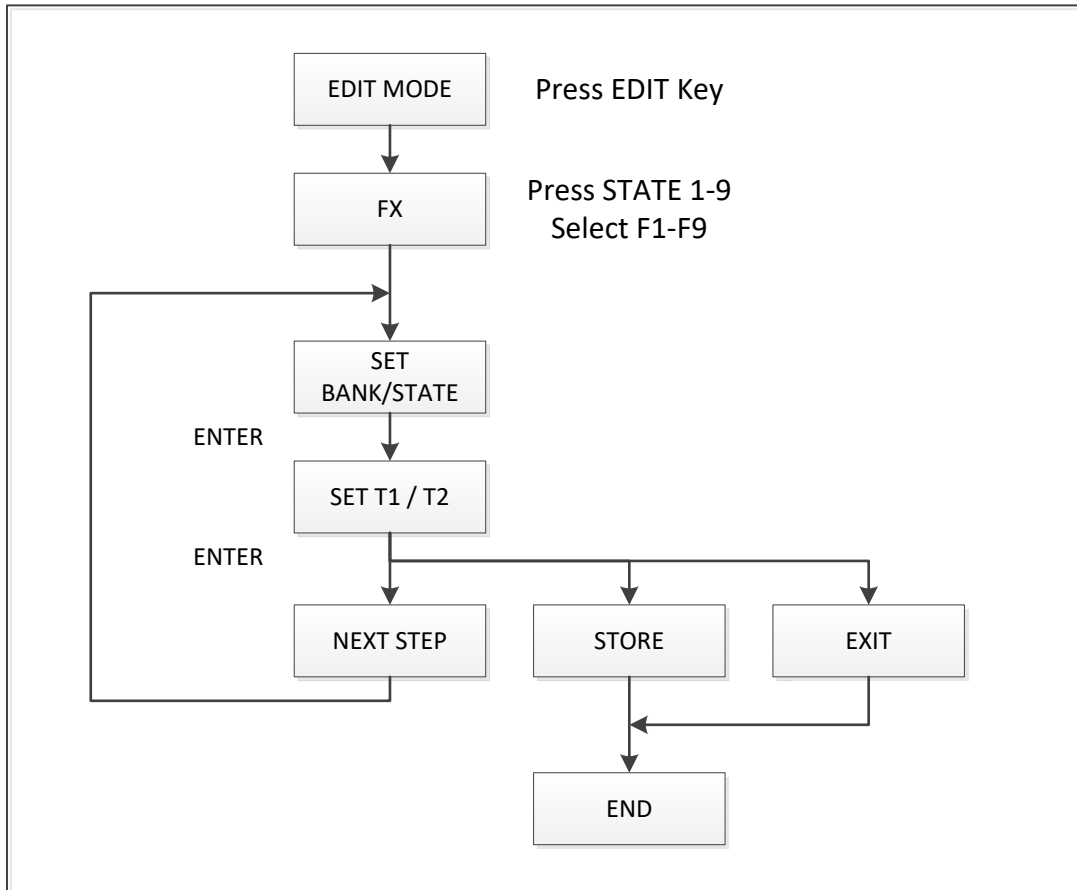 EDIT MODE
Press EDIT Key
FX
Press STATE 1-9
Select F1-F9
SET
BANK/STATE
ENTER
SET T1 / T2
ENTER
NEXT STEP
STORE
EXIT
END